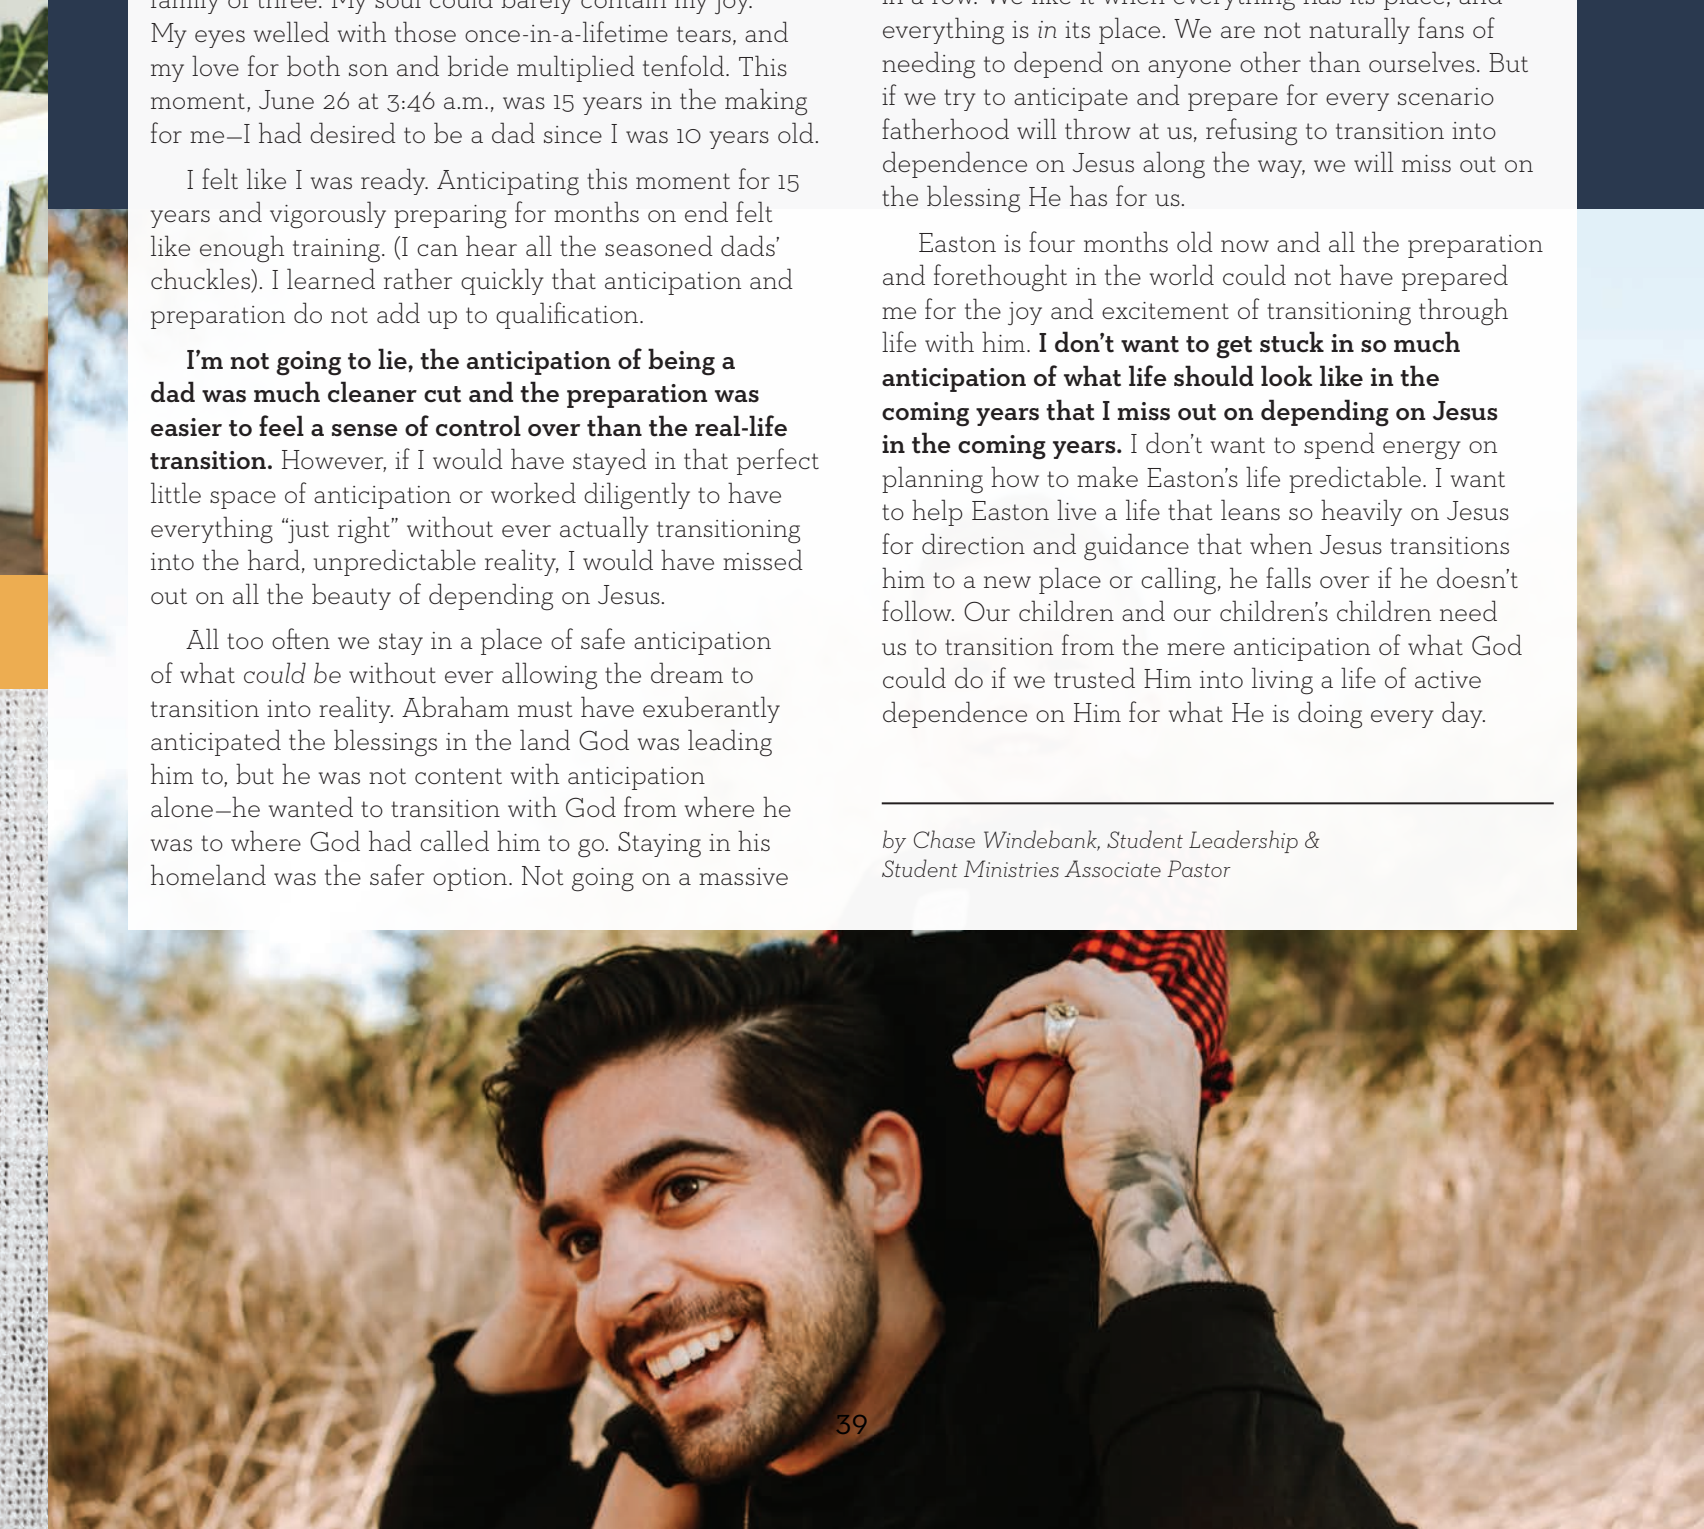 family of three. My soul could barely contain my joy.
My eyes welled with those once-in-a-lifetime tears, and
my love for both son and bride multiplied tenfold. This
moment, June 26 at 3:46 a.m., was 15 years in the making
for me—I had desired to be a dad since I was 10 years old.
I felt like I was ready. Anticipating this moment for 15
years and vigorously preparing for months on end felt
like enough training. (I can hear all the seasoned dads’
chuckles). I learned rather quickly that anticipation and
preparation do not add up to qualification.
I’m not going to lie, the anticipation of being a
dad was much cleaner cut and the preparation was
easier to feel a sense of control over than the real-life
transition. However, if I would have stayed in that perfect
little space of anticipation or worked diligently to have
everything “just right” without ever actually transitioning
into the hard, unpredictable reality, I would have missed
out on all the beauty of depending on Jesus.
All too often we stay in a place of safe anticipation
of what could be without ever allowing the dream to
transition into reality. Abraham must have exuberantly
anticipated the blessings in the land God was leading
him to, but he was not content with anticipation
alone—he wanted to transition with God from where he
was to where God had called him to go. Staying in his
homeland was the safer option. Not going on a massive
in a row. We like it when everything has its place, and
everything is in its place. We are not naturally fans of
needing to depend on anyone other than ourselves. But
if we try to anticipate and prepare for every scenario
fatherhood will throw at us, refusing to transition into
dependence on Jesus along the way, we will miss out on
the blessing He has for us.
Easton is four months old now and all the preparation
and forethought in the world could not have prepared
me for the joy and excitement of transitioning through
life with him. I don’t want to get stuck in so much
anticipation of what life should look like in the
coming years that I miss out on depending on Jesus
in the coming years. I don’t want to spend energy on
planning how to make Easton’s life predictable. I want
to help Easton live a life that leans so heavily on Jesus
for direction and guidance that when Jesus transitions
him to a new place or calling, he falls over if he doesn’t
follow. Our children and our children’s children need
us to transition from the mere anticipation of what God
could do if we trusted Him into living a life of active
dependence on Him for what He is doing every day.
by Chase Windebank, Student Leadership &
Student Ministries Associate Pastor
39